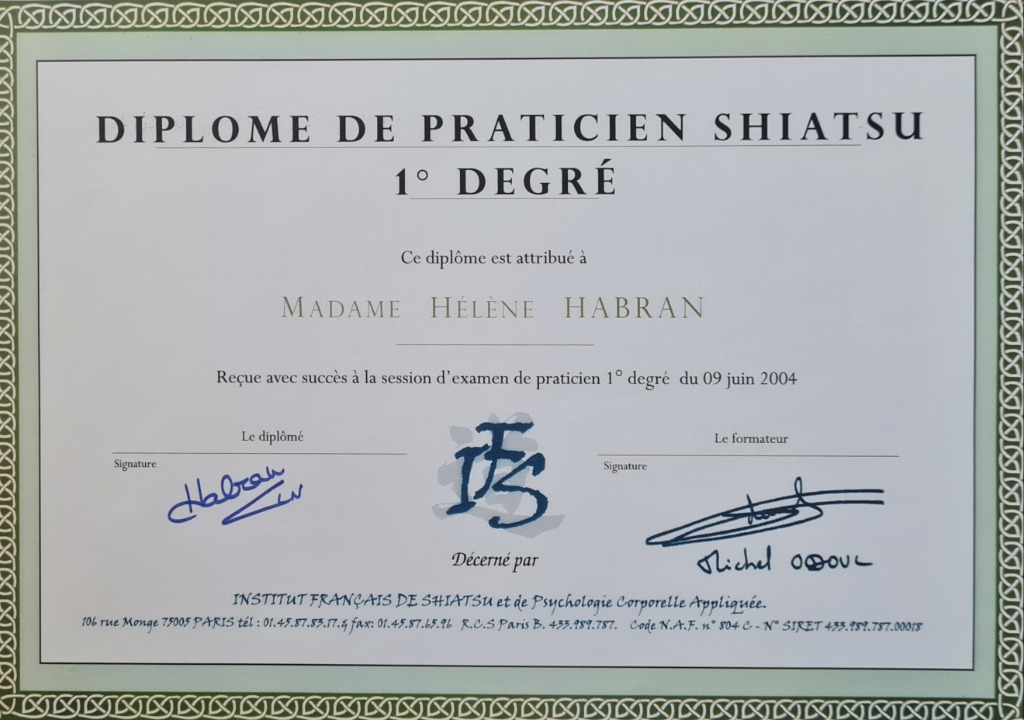 DIPLOME DE PRATICIEN SHIATSU
1° DEGRÉ
Ce diplôme est attribué à
MADAME HÉLÈNE HABRAN
Reçue avec succès à la session d'examen de praticien 1° degré du 09 juin 2004
Le diplômé
Signature
Habran
LN
IFS
Le formateur
Signature
Michel ODOUL
Décerné par
INSTITUT FRANÇAIS DE SHIATSU et de Psychologie Corporelle Appliquée.
106 rue Monge 75005 PARIS tél : 01.45.87.83.17. fax: 01.45.87.65.96 R.C.S Paris B. 433.989.787. Code N.A.F. n° 804 C - N° SIRET 433.989.787.00018